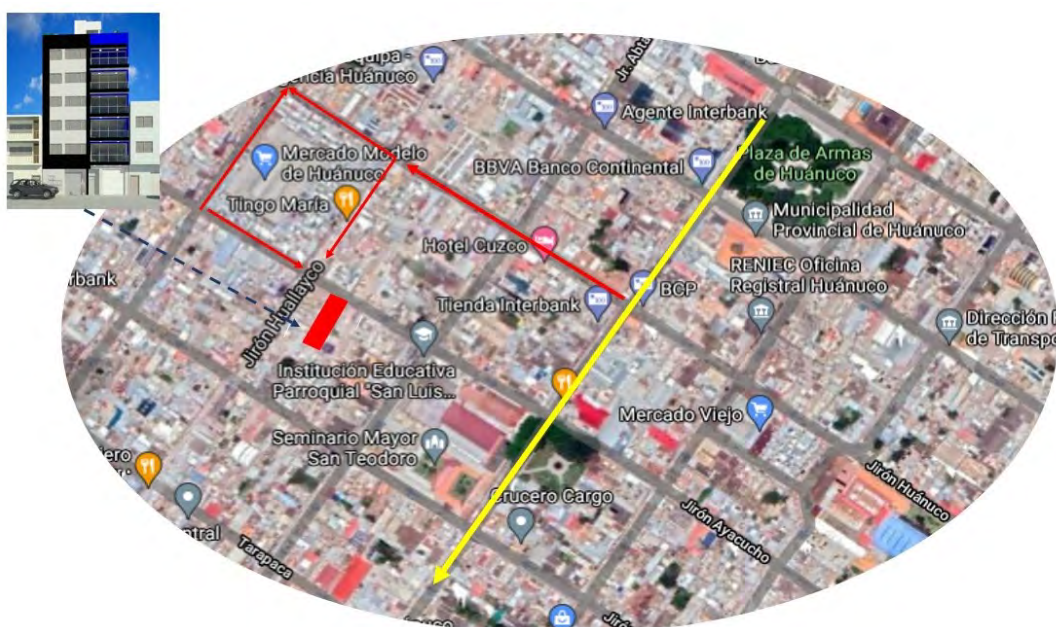 Jr. Abta
Huánuco
Agente Interbank
BBVA Banco Continental
Plaza de Armas
de Huánuco
Mercado Modelo
de Huánuco
Tingo María
Municipalidad
Provincial de Huánuco
Hotel Cuzco
RENIEC Oficina
Registral Huánuco
BCP
Tienda Interbank
rbank
Jirón Huallayco
Dirección
de Transpo
Institución Educativa
Parroquial "San Luis...
Mercado Viejo
Seminario Mayor
San Teodoro
Crucero Cargo
Jirón Huánuco
Jirón Ayacucho
ntral
Tarapaca